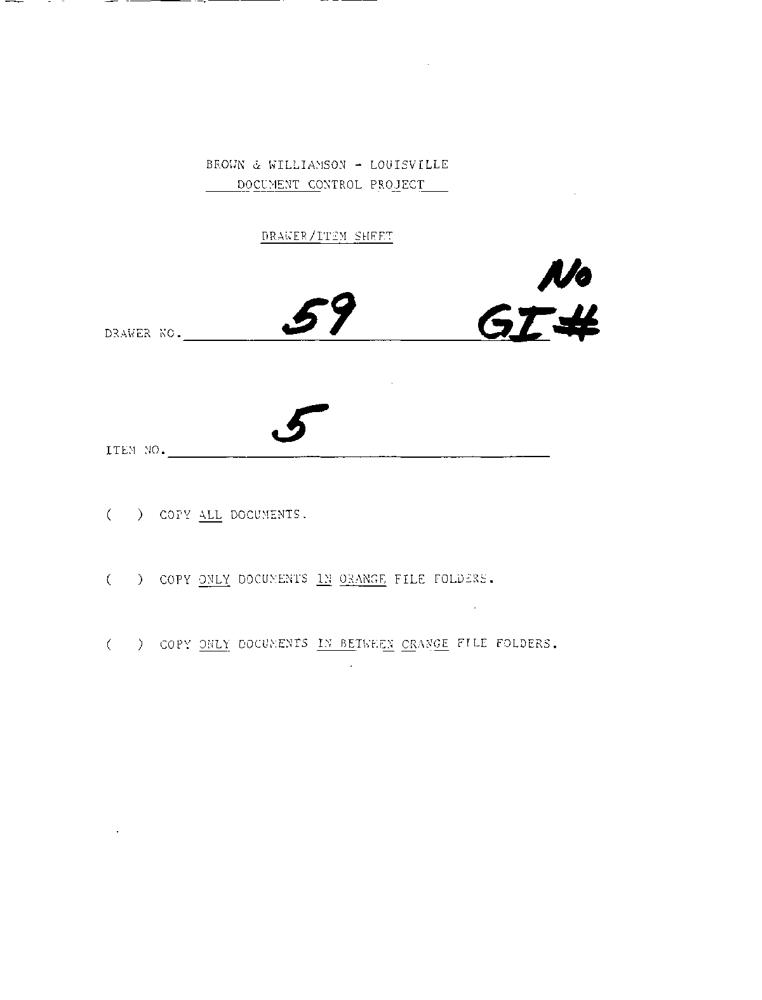 BROWN & WILLIAMSON - LOUISVILLE
DOCUMENT CONTROL PROJECT
DRAWER/ITEM SHEET
No
DRAWER NO. 59 GI#
ITEM NO. 5
( ) COPY ALL DOCUMENTS.
( ) COPY ONLY DOCUMENTS IN ORANGE FILE FOLDERS.
( ) COPY ONLY DOCUMENTS IN BETWEEN ORANGE FILE FOLDERS.